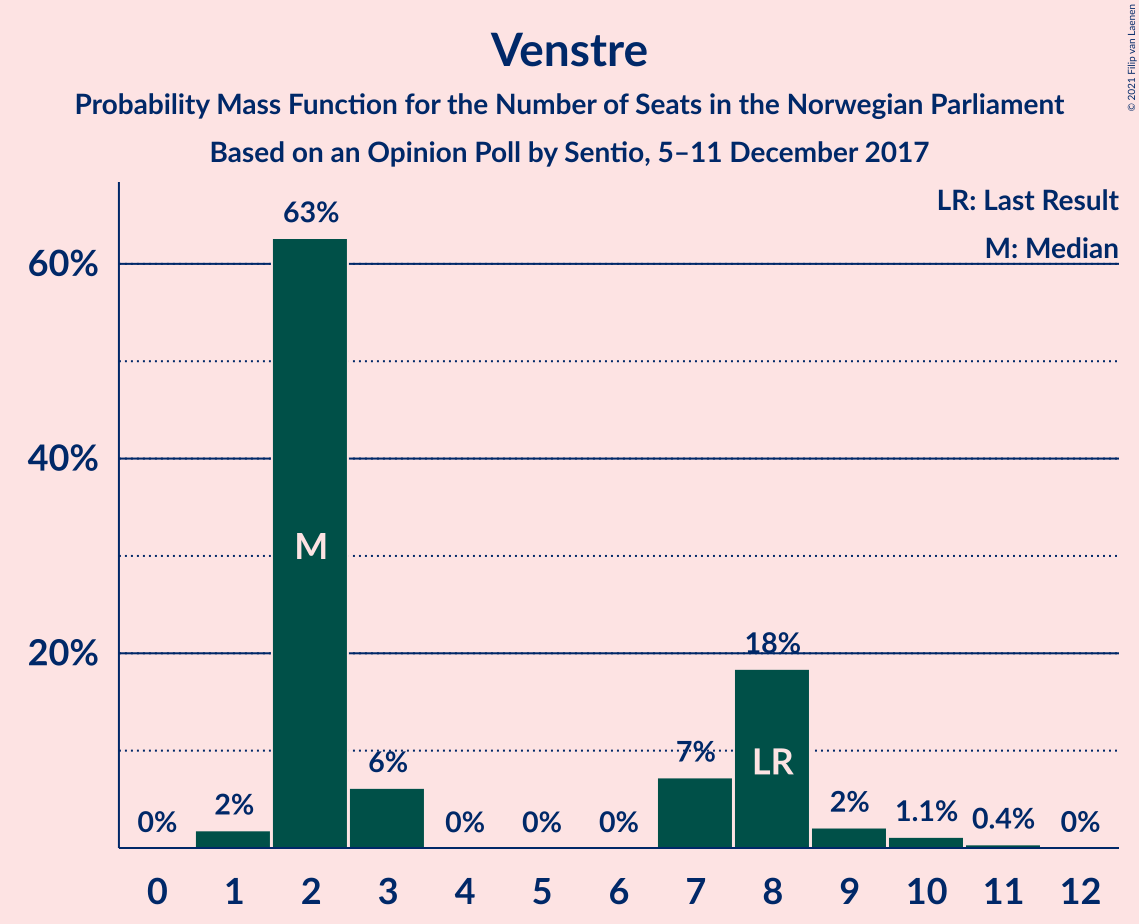 © 2021 Filip van Laenen
Venstre
Probability Mass Function for the Number of Seats in the Norwegian Parliament
Based on an Opinion Poll by Sentio, 5–11 December 2017
LR: Last Result
M: Median
60%
40%
20%
0%
2%
63%
6%
0%
0%
0%
7%
18%
2%
1.1%
0.4%
0%
M
LR
0 1 2 3 4 5 6 7 8 9 10 11 12